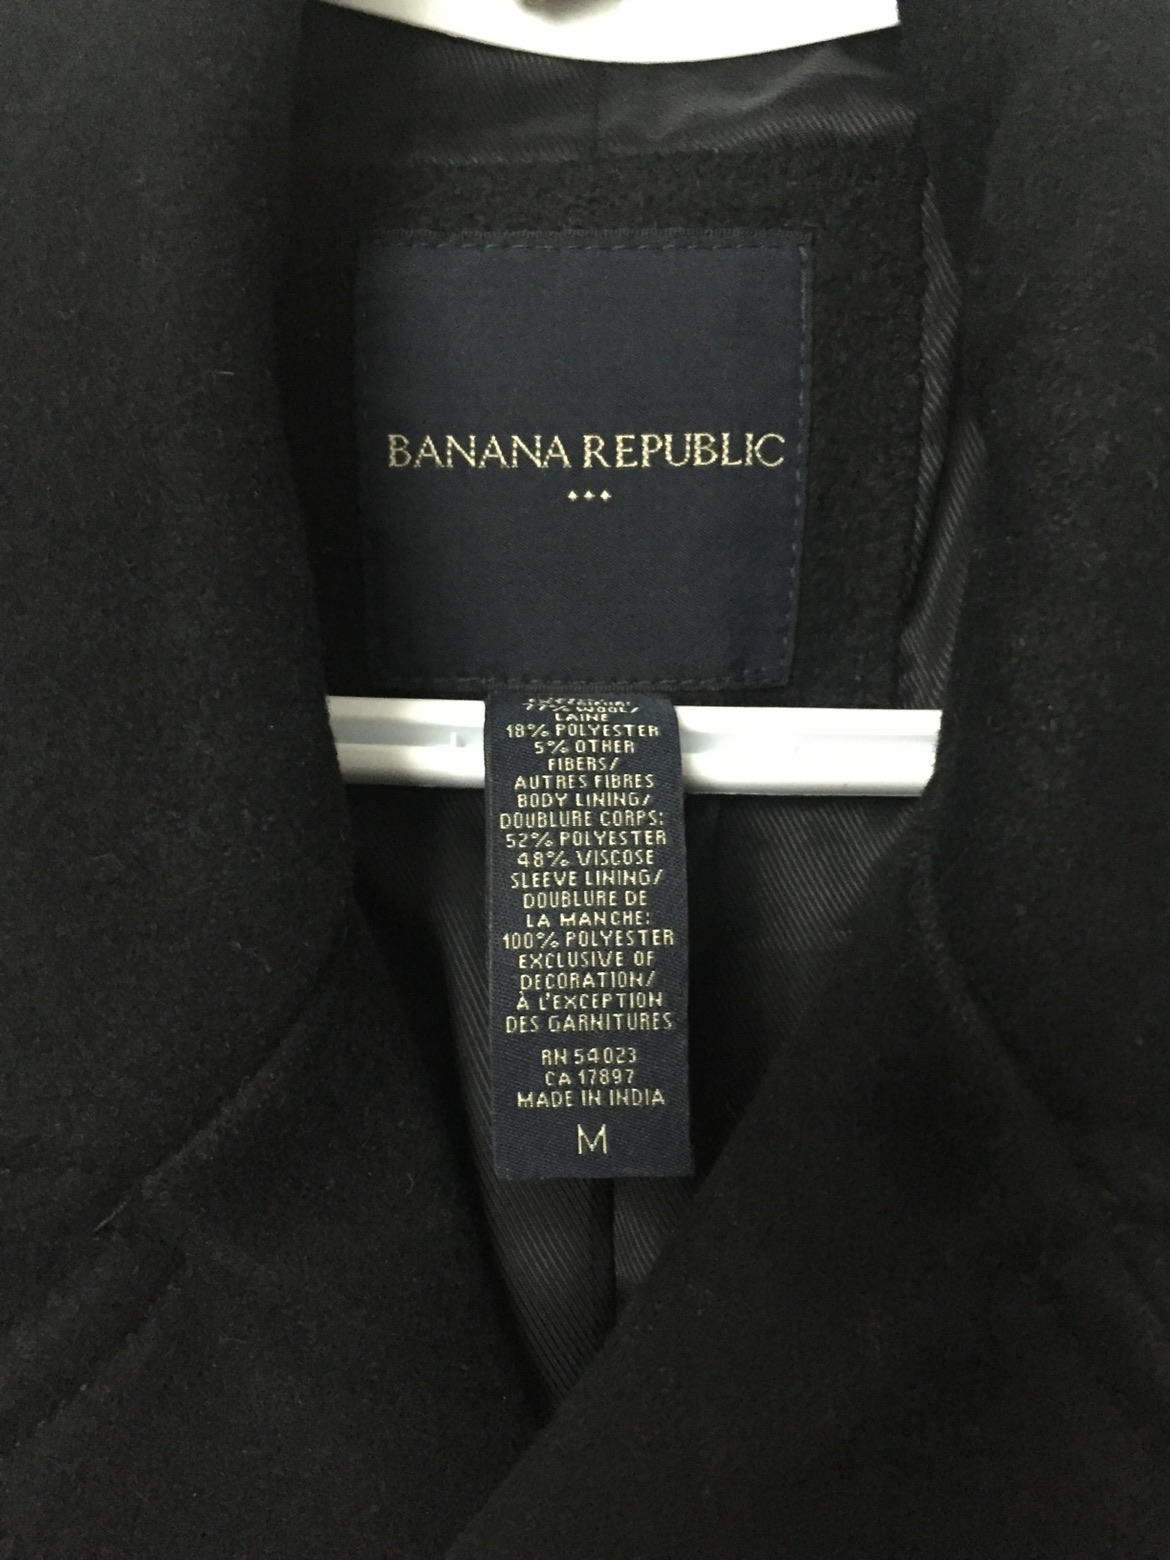 BANANA REPUBLIC
77% WOOL/
LAINE
18% POLYESTER
5% OTHER
FIBERS/
AUTRES FIBRES
BODY LINING/
DOUBLURE CORPS:
52% POLYESTER
48% VISCOSE
SLEEVE LINING/
DOUBLURE DE
LA MANCHE:
100% POLYESTER
EXCLUSIVE OF
DECORATION/
À L'EXCEPTION
DES GARNITURES
RN 54023
CA 17897
MADE IN INDIA
M